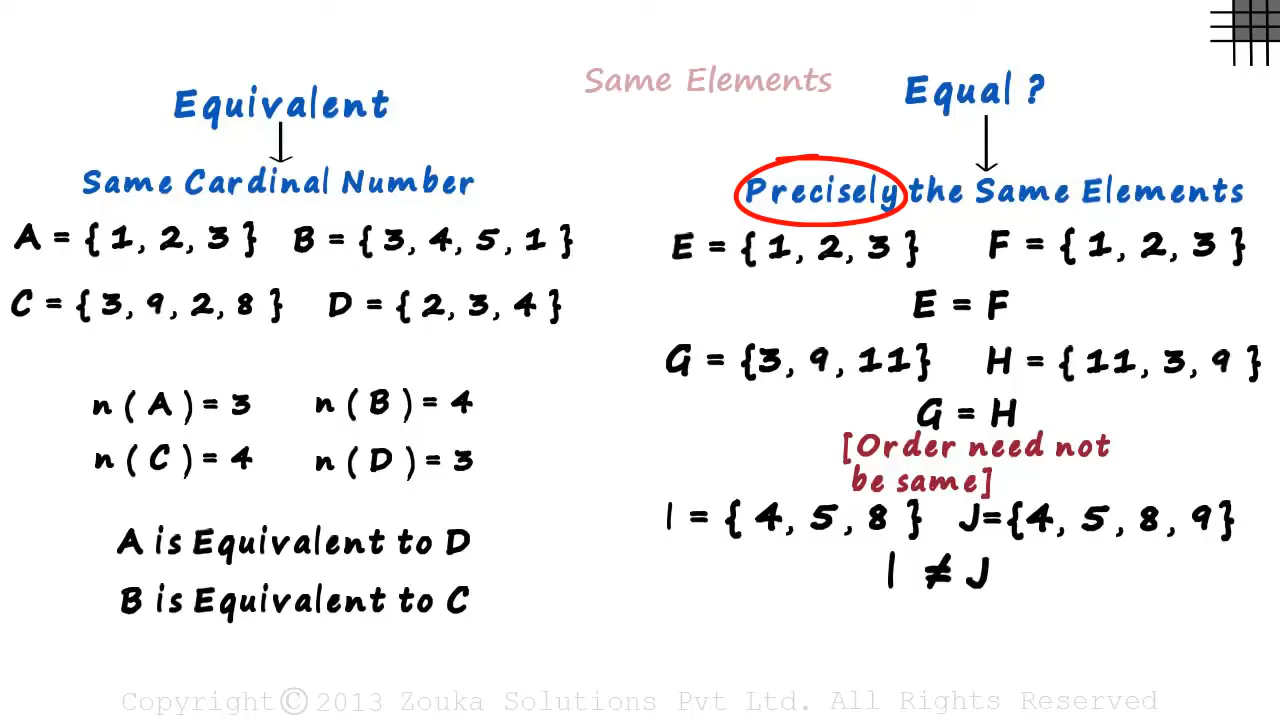 Same Elements
Equivalent
Same Cardinal Number
A = { 1, 2, 3 } B = { 3, 4, 5, 1 }
C = { 3, 9, 2, 8 } D = { 2, 3, 4 }
n ( A ) = 3 n ( B ) = 4
n ( C ) = 4 n ( D ) = 3
A is Equivalent to D
B is Equivalent to C
Equal ?
Precisely the Same Elements
E = { 1, 2, 3 } F = { 1, 2, 3 }
E = F
G = {3, 9, 11} H = { 11, 3, 9 }
G = H
[Order need not
be same]
I = { 4, 5, 8 } J={4, 5, 8, 9}
I ≠ J
Copyright© 2013 Zouka Solutions Pvt Ltd. All Rights Reserved